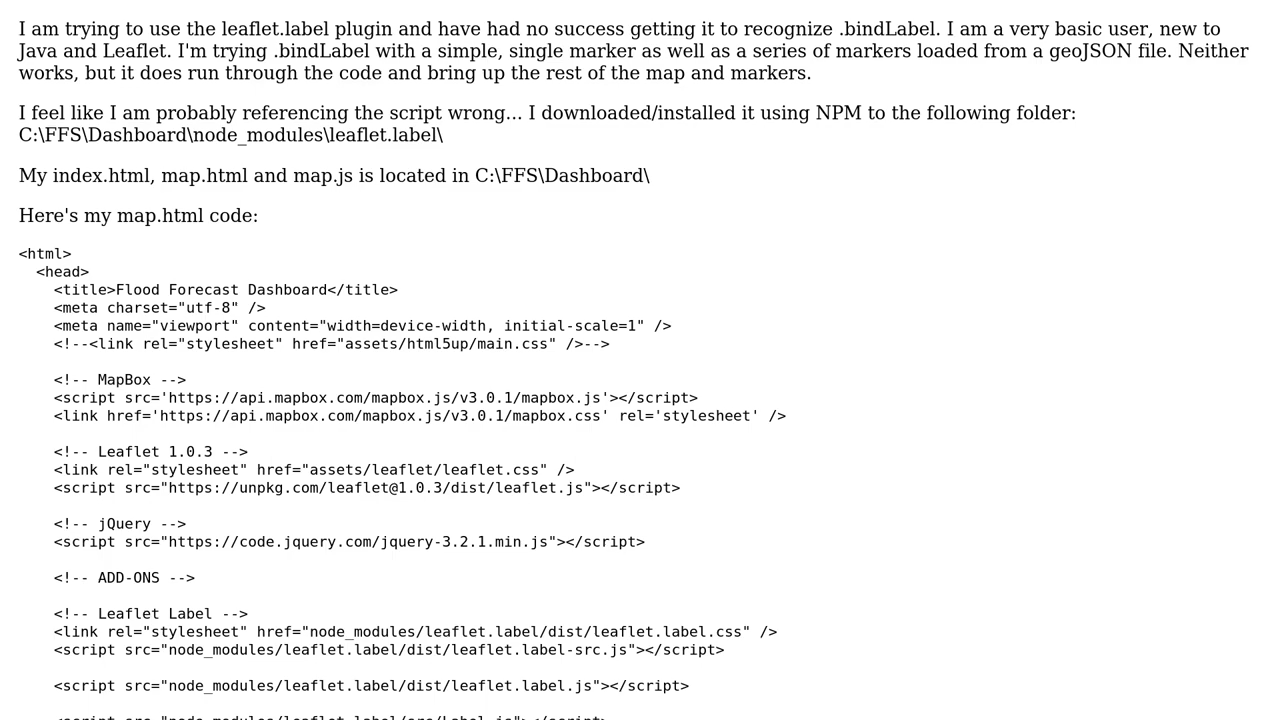 I am trying to use the leaflet.label plugin and have had no success getting it to recognize .bindLabel. I am a very basic user, new to
Java and Leaflet. I'm trying .bindLabel with a simple, single marker as well as a series of markers loaded from a geoJSON file. Neither
works, but it does run through the code and bring up the rest of the map and markers.
I feel like I am probably referencing the script wrong... I downloaded/installed it using NPM to the following folder:
C:\FFS\Dashboard\node_modules\leaflet.label\
My index.html, map.html and map.js is located in C:\FFS\Dashboard\
Here's my map.html code:
<html>
  <head>
    <title>Flood Forecast Dashboard</title>
    <meta charset="utf-8" />
    <meta name="viewport" content="width=device-width, initial-scale=1" />
    <!--<link rel="stylesheet" href="assets/html5up/main.css" />-->
    <!-- MapBox -->
    <script src='https://api.mapbox.com/mapbox.js/v3.0.1/mapbox.js'></script>
    <link href='https://api.mapbox.com/mapbox.js/v3.0.1/mapbox.css' rel='stylesheet' />
    <!-- Leaflet 1.0.3 -->
    <link rel="stylesheet" href="assets/leaflet/leaflet.css" />
    <script src="https://unpkg.com/leaflet@1.0.3/dist/leaflet.js"></script>
    <!-- jQuery -->
    <script src="https://code.jquery.com/jquery-3.2.1.min.js"></script>
    <!-- ADD-ONS -->
    <!-- Leaflet Label -->
    <link rel="stylesheet" href="node_modules/leaflet.label/dist/leaflet.label.css" />
    <script src="node_modules/leaflet.label/dist/leaflet.label-src.js"></script>
    <script src="node_modules/leaflet.label/dist/leaflet.label.js"></script>